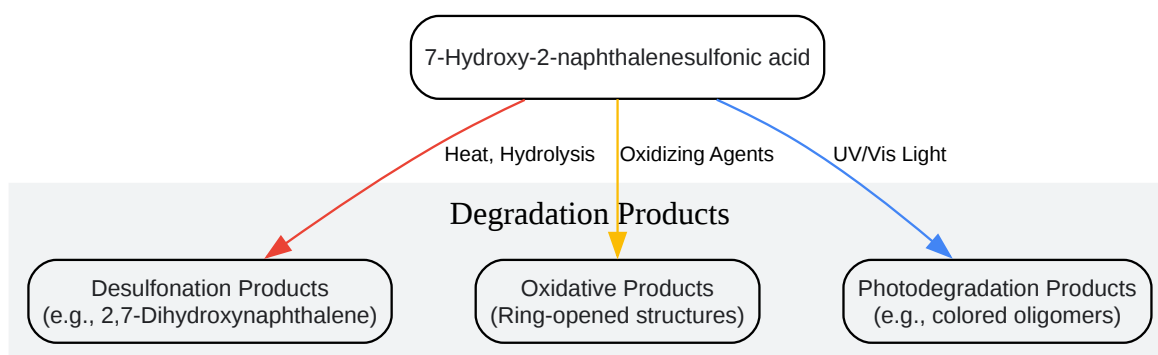 7-Hydroxy-2-naphthalenesulfonic acid
Heat, Hydrolysis
Oxidizing Agents
UV/Vis Light
Degradation Products
Desulfonation Products
(e.g., 2,7-Dihydroxynaphthalene)
Oxidative Products
(Ring-opened structures)
Photodegradation Products
(e.g., colored oligomers)